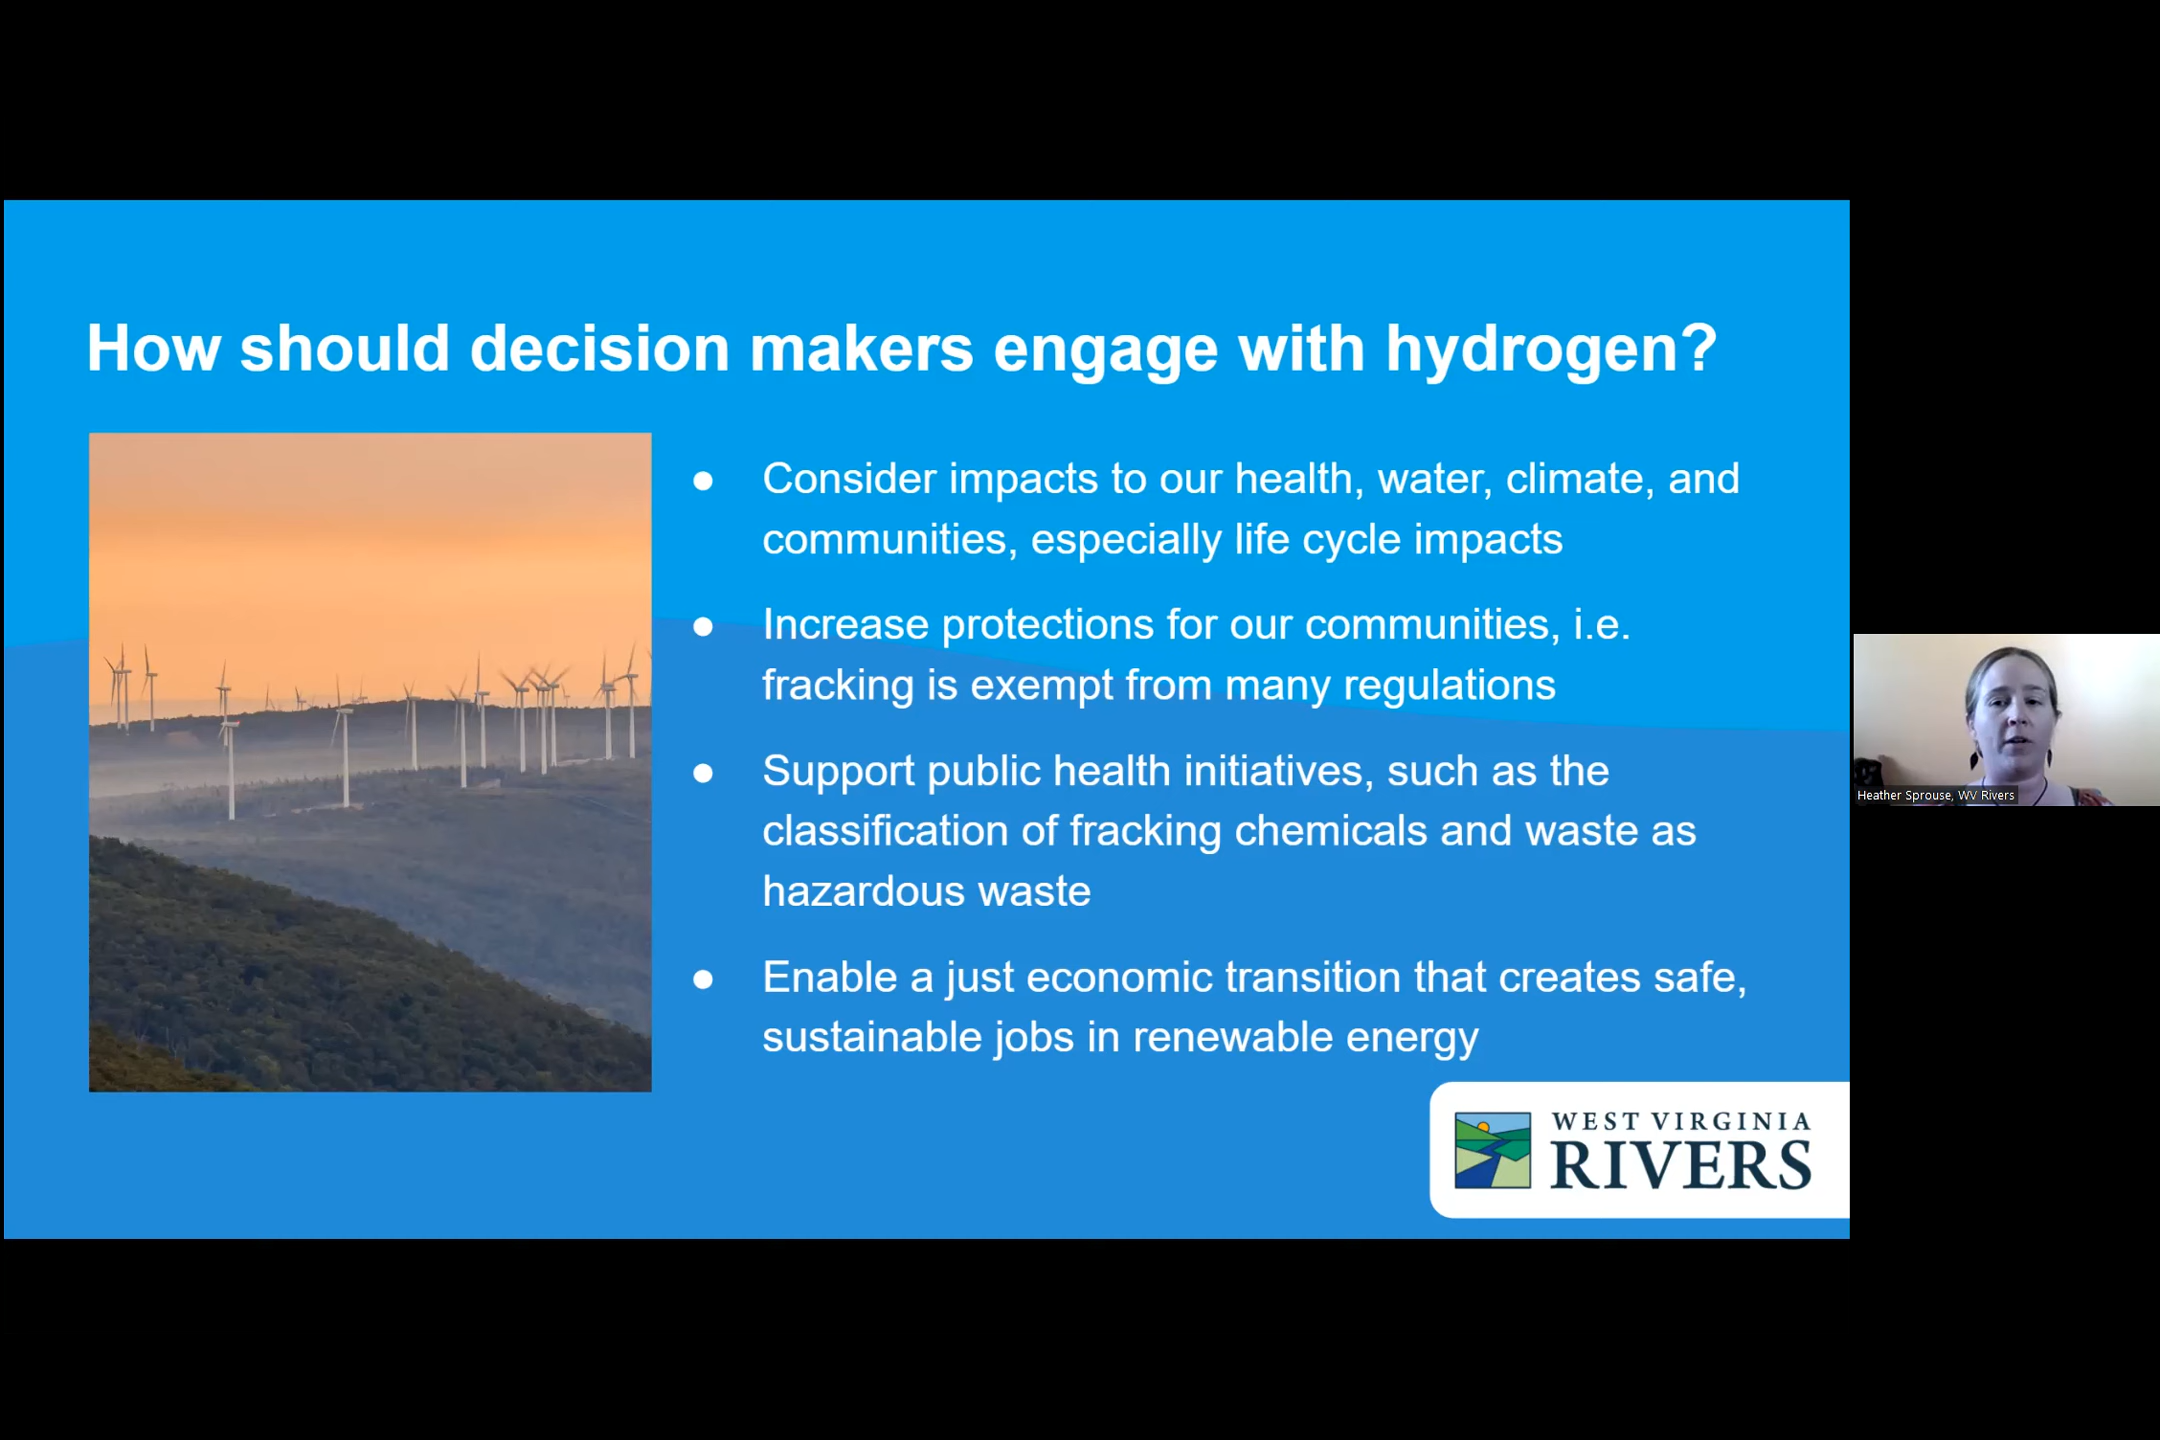 How should decision makers engage with hydrogen?
● Consider impacts to our health, water, climate, and
communities, especially life cycle impacts
● Increase protections for our communities, i.e.
fracking is exempt from many regulations
● Support public health initiatives, such as the
classification of fracking chemicals and waste as
hazardous waste
● Enable a just economic transition that creates safe,
sustainable jobs in renewable energy
WEST VIRGINIA
RIVERS
Heather Sprouse, WV Rivers